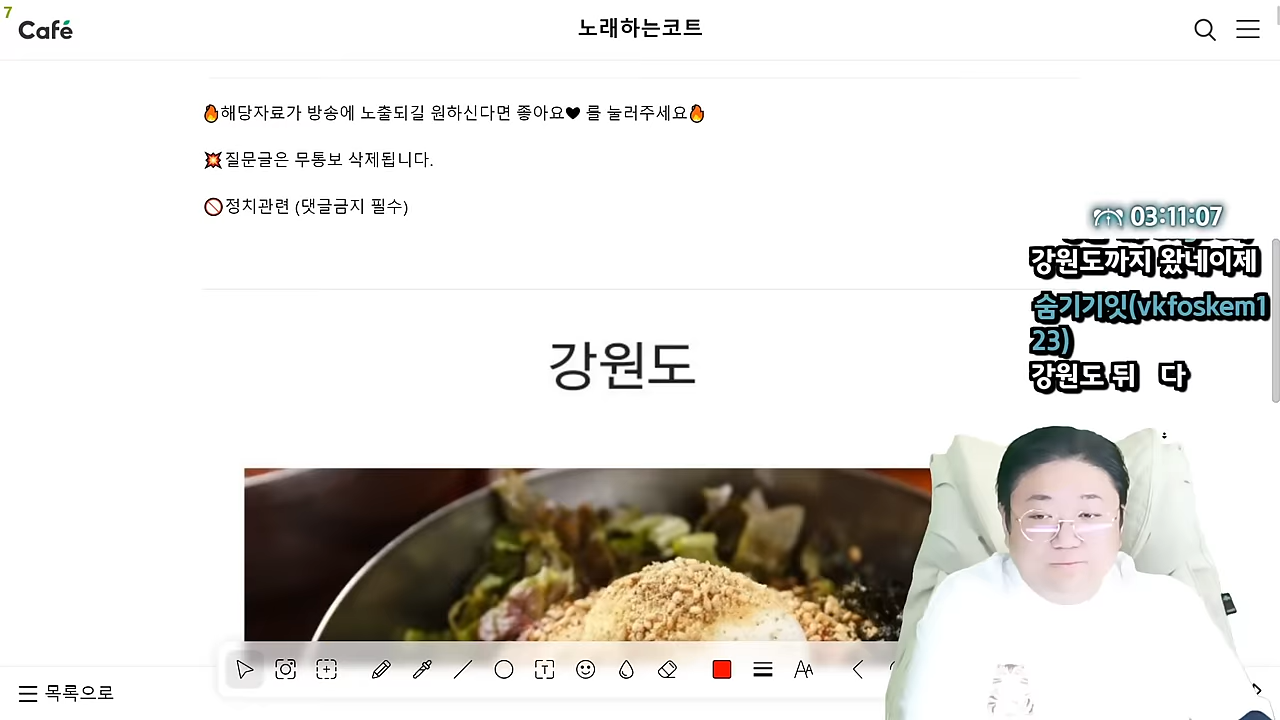 7
Café
노래하는코트
🔥해당자료가 방송에 노출되길 원하신다면 좋아요🖤 를 눌러주세요🔥
💥질문글은 무통보 삭제됩니다.
🚫정치관련 (댓글금지 필수)
03:11:07
강원도까지 왔네이제
숨기기잇(vkfoskem1
23)
강원도 뒤 다
강원도
T
AA
목록으로